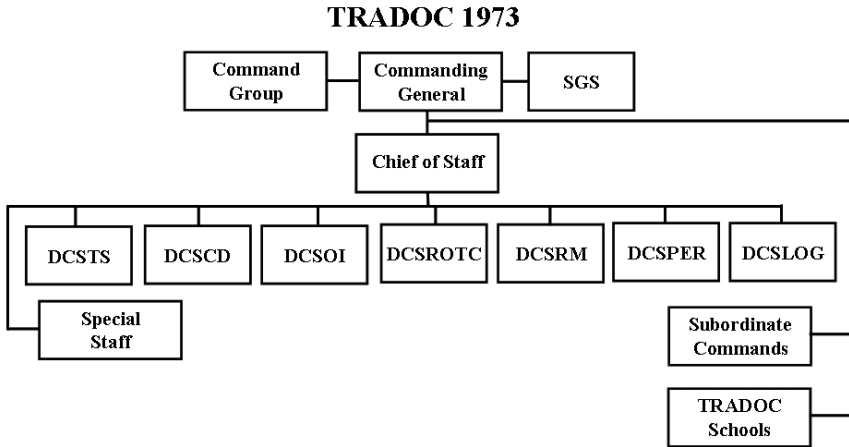 TRADOC 1973
Command
Group
Commanding
General
SGS
Chief of Staff
DCSTS
DCSCD
DCSOI
DCSROTC
DCSRM
DCSPER
DCSLOG
Special
Staff
Subordinate
Commands
TRADOC
Schools